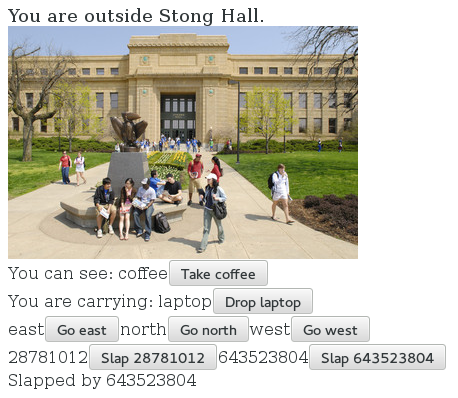 You are outside Stong Hall.
You can see: coffee Take coffee
You are carrying: laptop Drop laptop
east Go east north Go north west Go west
28781012 Slap 28781012 643523804 Slap 643523804
Slapped by 643523804